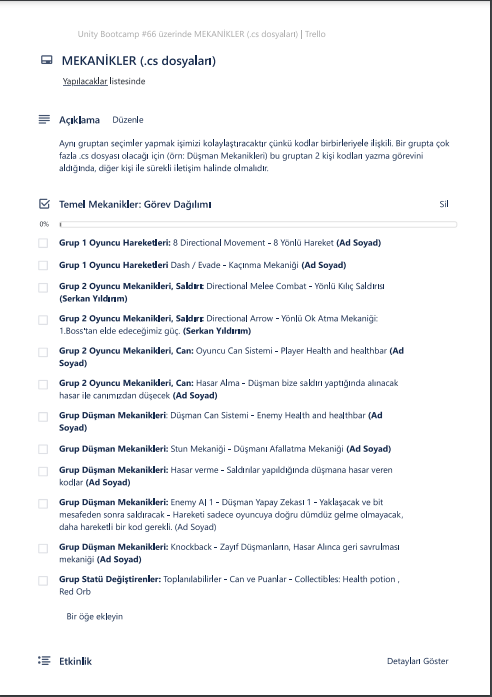 Unity Bootcamp #66 üzerinde MEKANİKLER (.cs dosyaları) | Trello
MEKANİKLER (.cs dosyaları)
Yapılacaklar listesinde
Açıklama Düzenle
Aynı gruptan seçimler yapmak işimizi kolaylaştıracaktır çünkü kodlar birbirleriyle ilişkili. Bir grupta çok
fazla .cs dosyası olacağı için (örn: Düşman Mekanikleri) bu gruptan 2 kişi kodları yazma görevini
aldığında, diğer kişi ile sürekli iletişim halinde olmalıdır.
Temel Mekanikler: Görev Dağılımı Sil
0%
Grup 1 Oyuncu Hareketleri: 8 Directional Movement - 8 Yönlü Hareket (Ad Soyad)
Grup 1 Oyuncu Hareketleri Dash / Evade - Kaçınma Mekaniği (Ad Soyad)
Grup 2 Oyuncu Mekanikleri, Saldırı: Directional Melee Combat - Yönlü Kılıç Saldırısı
(Serkan Yıldırım)
Grup 2 Oyuncu Mekanikleri, Saldırı: Directional Arrow - Yönlü Ok Atma Mekaniği:
1.Boss'tan elde edeceğimiz güç. (Serkan Yıldırım)
Grup 2 Oyuncu Mekanikleri, Can: Oyuncu Can Sistemi - Player Health and healthbar (Ad
Soyad)
Grup 2 Oyuncu Mekanikleri, Can: Hasar Alma - Düşman bize saldırı yaptığında alınacak
hasar ile canımızdan düşecek (Ad Soyad)
Grup Düşman Mekanikleri: Düşman Can Sistemi - Enemy Health and healthbar (Ad
Soyad)
Grup Düşman Mekanikleri: Stun Mekaniği - Düşmanı Afallatma Mekaniği (Ad Soyad)
Grup Düşman Mekanikleri: Hasar verme - Saldırılar yapıldığında düşmana hasar veren
kodlar (Ad Soyad)
Grup Düşman Mekanikleri: Enemy AI 1 - Düşman Yapay Zekası 1 - Yaklaşacak ve bit
mesafeden sonra saldıracak - Hareketi sadece oyuncuya doğru dümdüz gelme olmayacak,
daha hareketli bir kod gerekli. (Ad Soyad)
Grup Düşman Mekanikleri: Knockback - Zayıf Düşmanların, Hasar Alınca geri savrulması
mekaniği (Ad Soyad)
Grup Statü Değiştirenler: Toplanılabilirler - Can ve Puanlar - Collectibles: Health potion ,
Red Orb
Bir öğe ekleyin
Etkinlik Detayları Göster